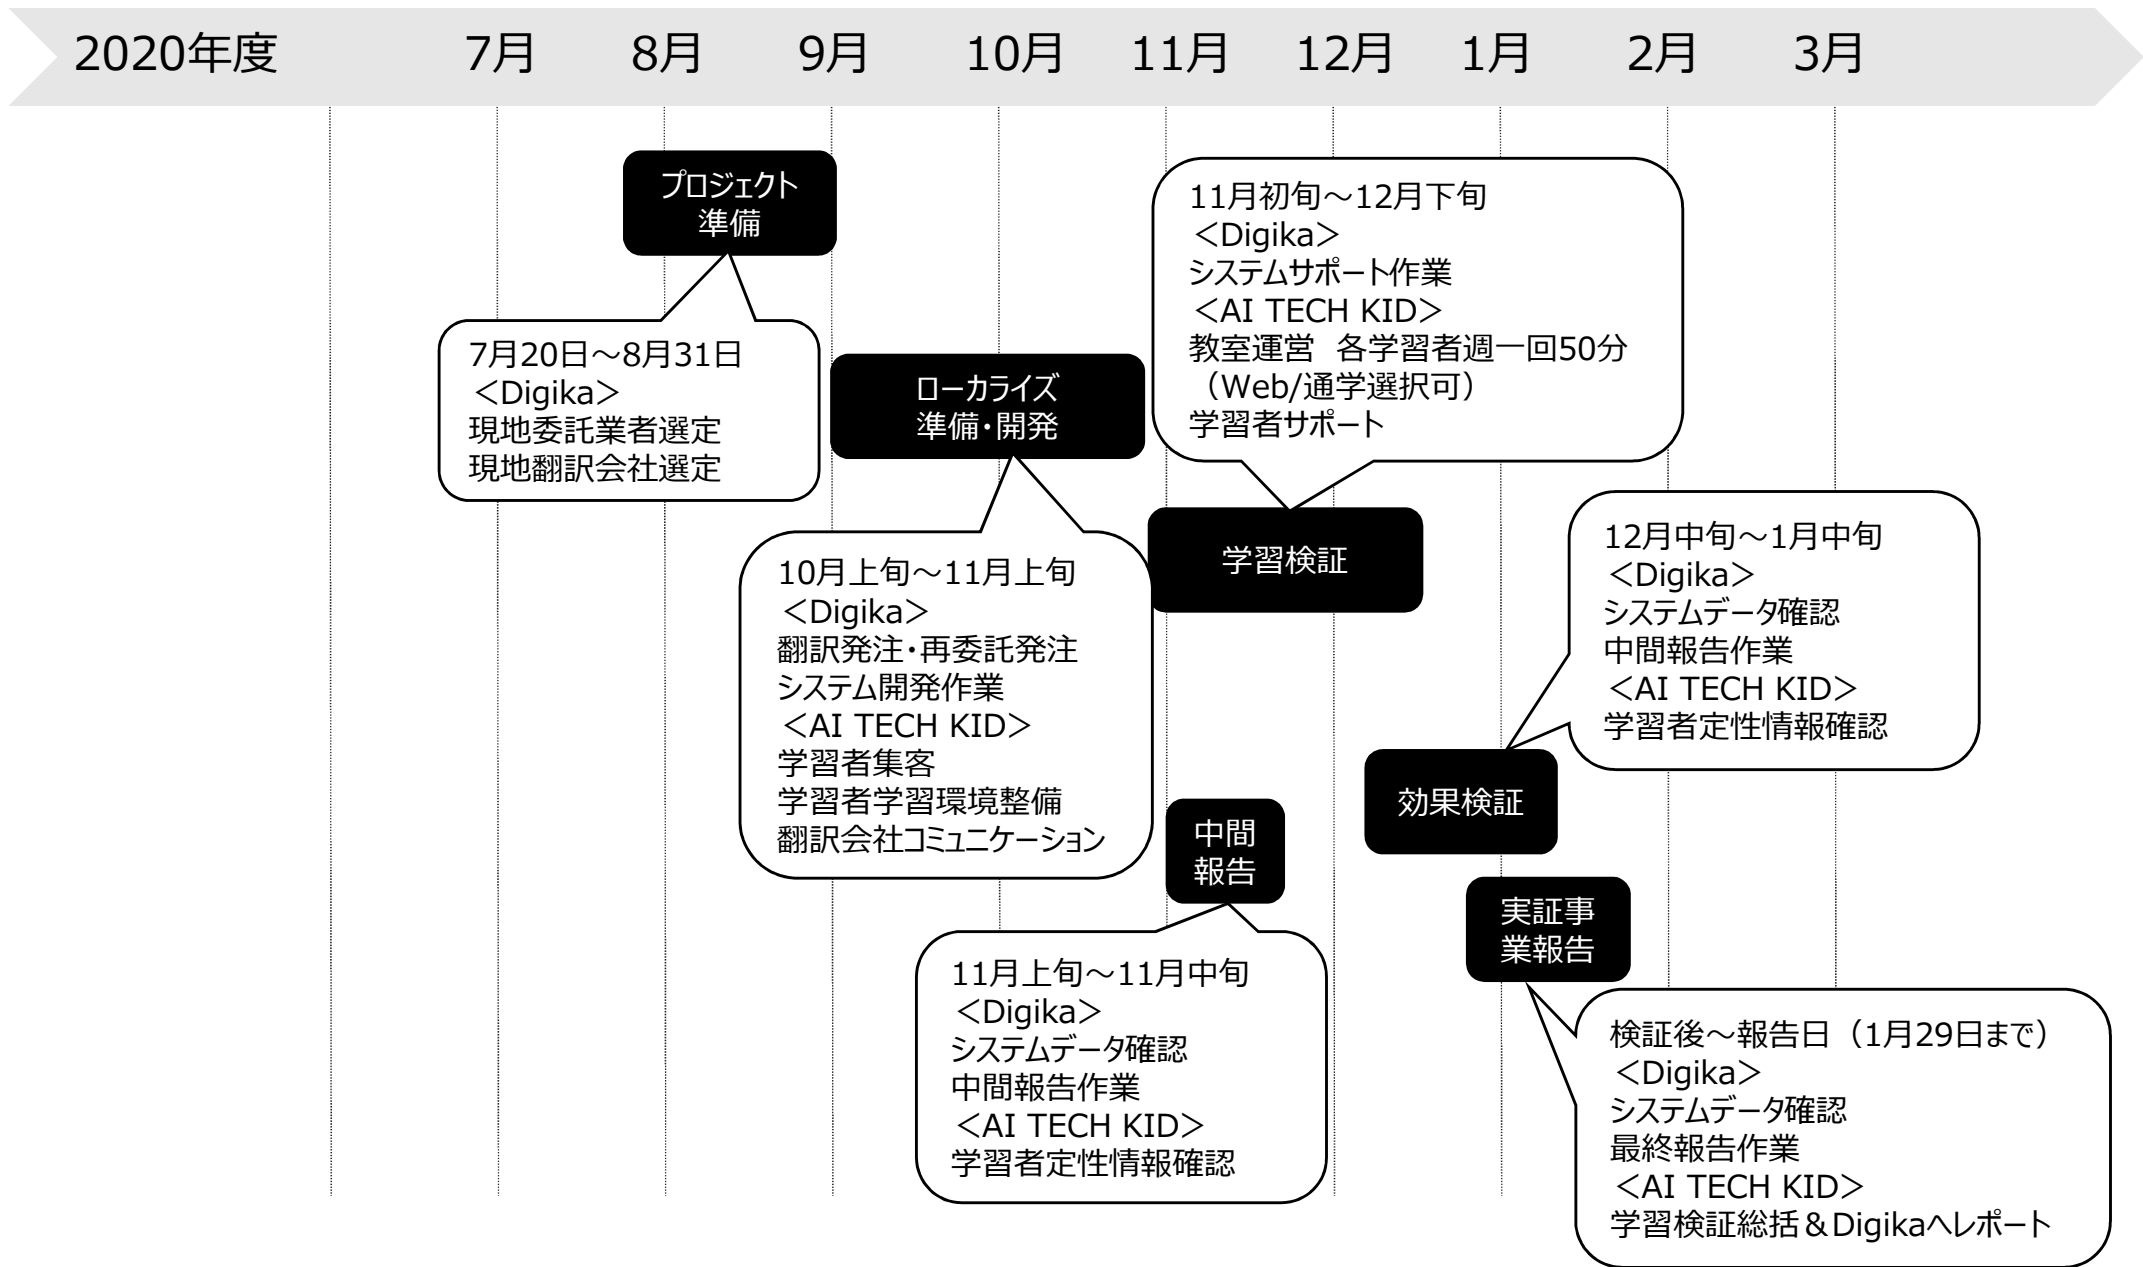 2020年度 7月 8月 9月 10月 11月 12月 1月 2月 3月
プロジェクト
準備
7月20日～8月31日
＜Digika＞
現地委託業者選定
現地翻訳会社選定
ローカライズ
準備・開発
10月上旬～11月上旬
＜Digika＞
翻訳発注・再委託発注
システム開発作業
＜AI TECH KID＞
学習者集客
学習者学習環境整備
翻訳会社コミュニケーション
11月初旬～12月下旬
＜Digika＞
システムサポート作業
＜AI TECH KID＞
教室運営　各学習者週一回50分
（Web/通学選択可）
学習者サポート
学習検証
中間
報告
11月上旬～11月中旬
＜Digika＞
システムデータ確認
中間報告作業
＜AI TECH KID＞
学習者定性情報確認
12月中旬～1月中旬
＜Digika＞
システムデータ確認
中間報告作業
＜AI TECH KID＞
学習者定性情報確認
効果検証
実証事
業報告
検証後～報告日（1月29日まで）
＜Digika＞
システムデータ確認
最終報告作業
＜AI TECH KID＞
学習検証総括＆Digikaへレポート